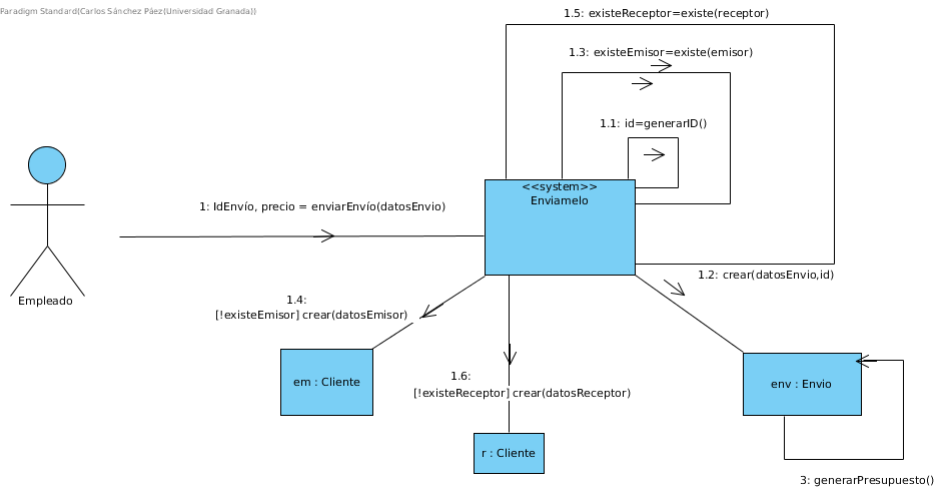 Paradigm Standard(Carlos Sánchez Páez(Universidad Granada))
1.5: existeReceptor=existe(receptor)
1.3: existeEmisor=existe(emisor)
1.1: id=generarID()
<<system>>
Enviamelo
1: IdEnvío, precio = enviarEnvío(datosEnvio)
1.2: crear(datosEnvio,id)
Empleado
1.4:
[!existeEmisor] crear(datosEmisor)
em : Cliente
1.6:
[!existeReceptor] crear(datosReceptor)
env : Envio
r : Cliente
3: generarPresupuesto()